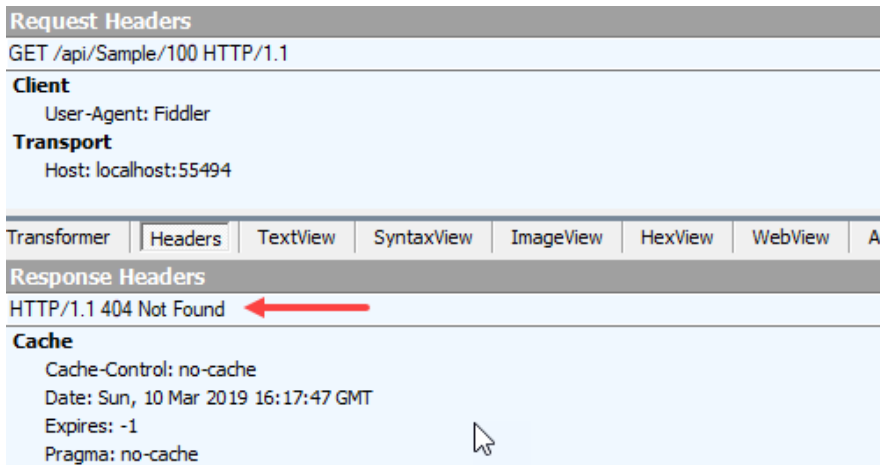 Request Headers
GET /api/Sample/100 HTTP/1.1
Client
User-Agent: Fiddler
Transport
Host: localhost:55494
Transformer Headers TextView SyntaxView ImageView HexView WebView A
Response Headers
HTTP/1.1 404 Not Found
Cache
Cache-Control: no-cache
Date: Sun, 10 Mar 2019 16:17:47 GMT
Expires: -1
Pragma: no-cache